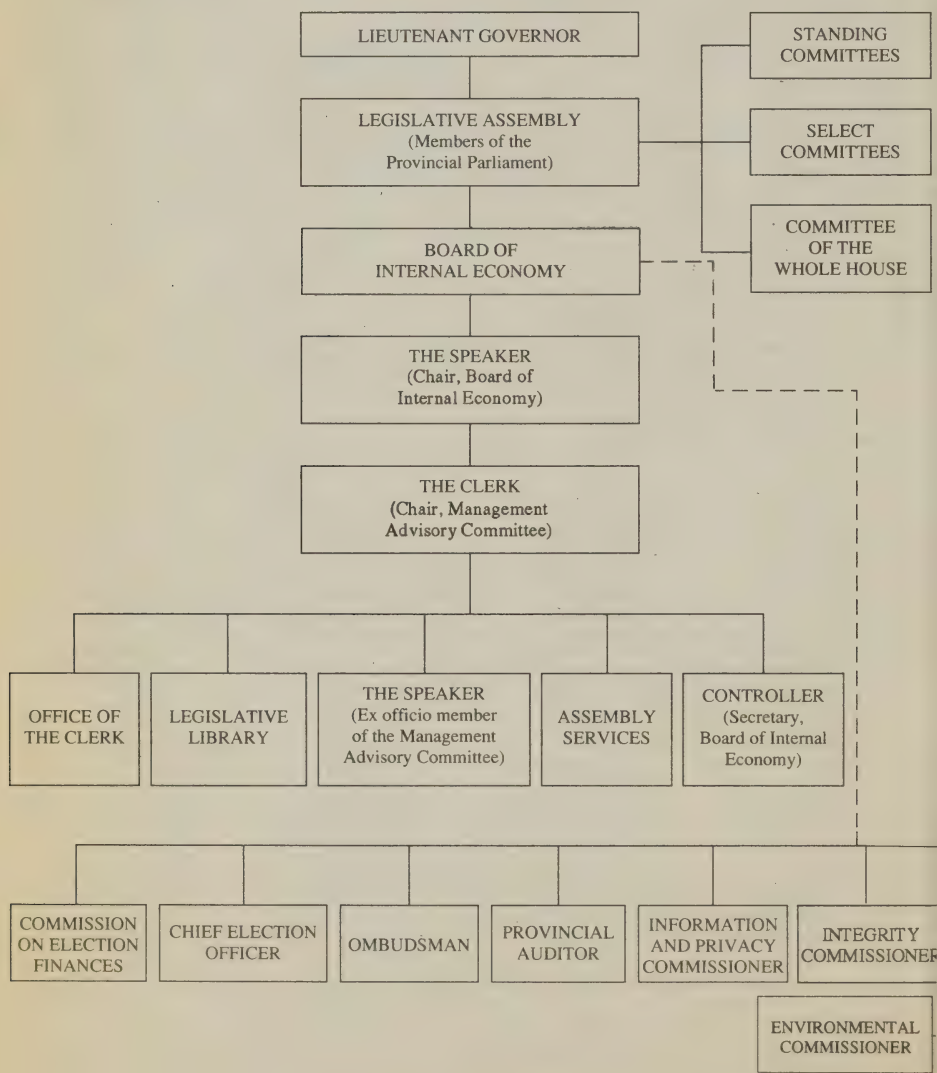 LIEUTENANT GOVERNOR
STANDING
COMMITTEES
LEGISLATIVE ASSEMBLY
(Members of the
Provincial Parliament)
SELECT
COMMITTEES
COMMITTEE
OF THE
WHOLE HOUSE
BOARD OF
INTERNAL ECONOMY
THE SPEAKER
(Chair, Board of
Internal Economy)
THE CLERK
(Chair, Management
Advisory Committee)
OFFICE OF
THE CLERK
LEGISLATIVE
LIBRARY
THE SPEAKER
(Ex officio member
of the Management
Advisory Committee)
ASSEMBLY
SERVICES
CONTROLLER
(Secretary,
Board of Internal
Economy)
COMMISSION
ON ELECTION
FINANCES
CHIEF ELECTION
OFFICER
OMBUDSMAN
PROVINCIAL
AUDITOR
INFORMATION
AND PRIVACY
COMMISSIONER
INTEGRITY
COMMISSIONER
ENVIRONMENTAL
COMMISSIONER